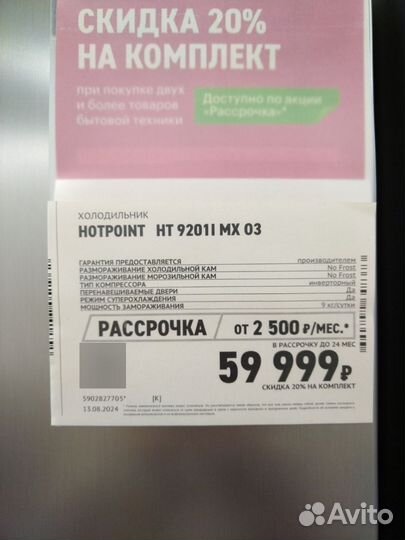 СКИДКА 20%
НА КОМПЛЕКТ
при покупке двух
и более товаров
бытовой техники
Доступно по акции
«Рассрочка»*
ХОЛОДИЛЬНИК
HOTPOINT HT 9201I MX O3
ГАРАНТИЯ ПРЕДОСТАВЛЯЕТСЯ производителем
РАЗМОРАЖИВАНИЕ ХОЛОДИЛЬНОЙ КАМ No Frost
РАЗМОРАЖИВАНИЕ МОРОЗИЛЬНОЙ КАМ No Frost
ТИП КОМПРЕССОРА инверторный
ПЕРЕНАВЕШИВАЕМЫЕ ДВЕРИ Да
РЕЖИМ СУПЕРОХЛАЖДЕНИЯ Да
МОЩНОСТЬ ЗАМОРАЖИВАНИЯ 9 кг/сутки
РАССРОЧКА от 2 500 ₽/МЕС.*
В РАССРОЧКУ ДО 24 МЕС
59 999₽
СКИДКА 20% НА КОМПЛЕКТ
5902827705* [К]
13.08.2024
Avito